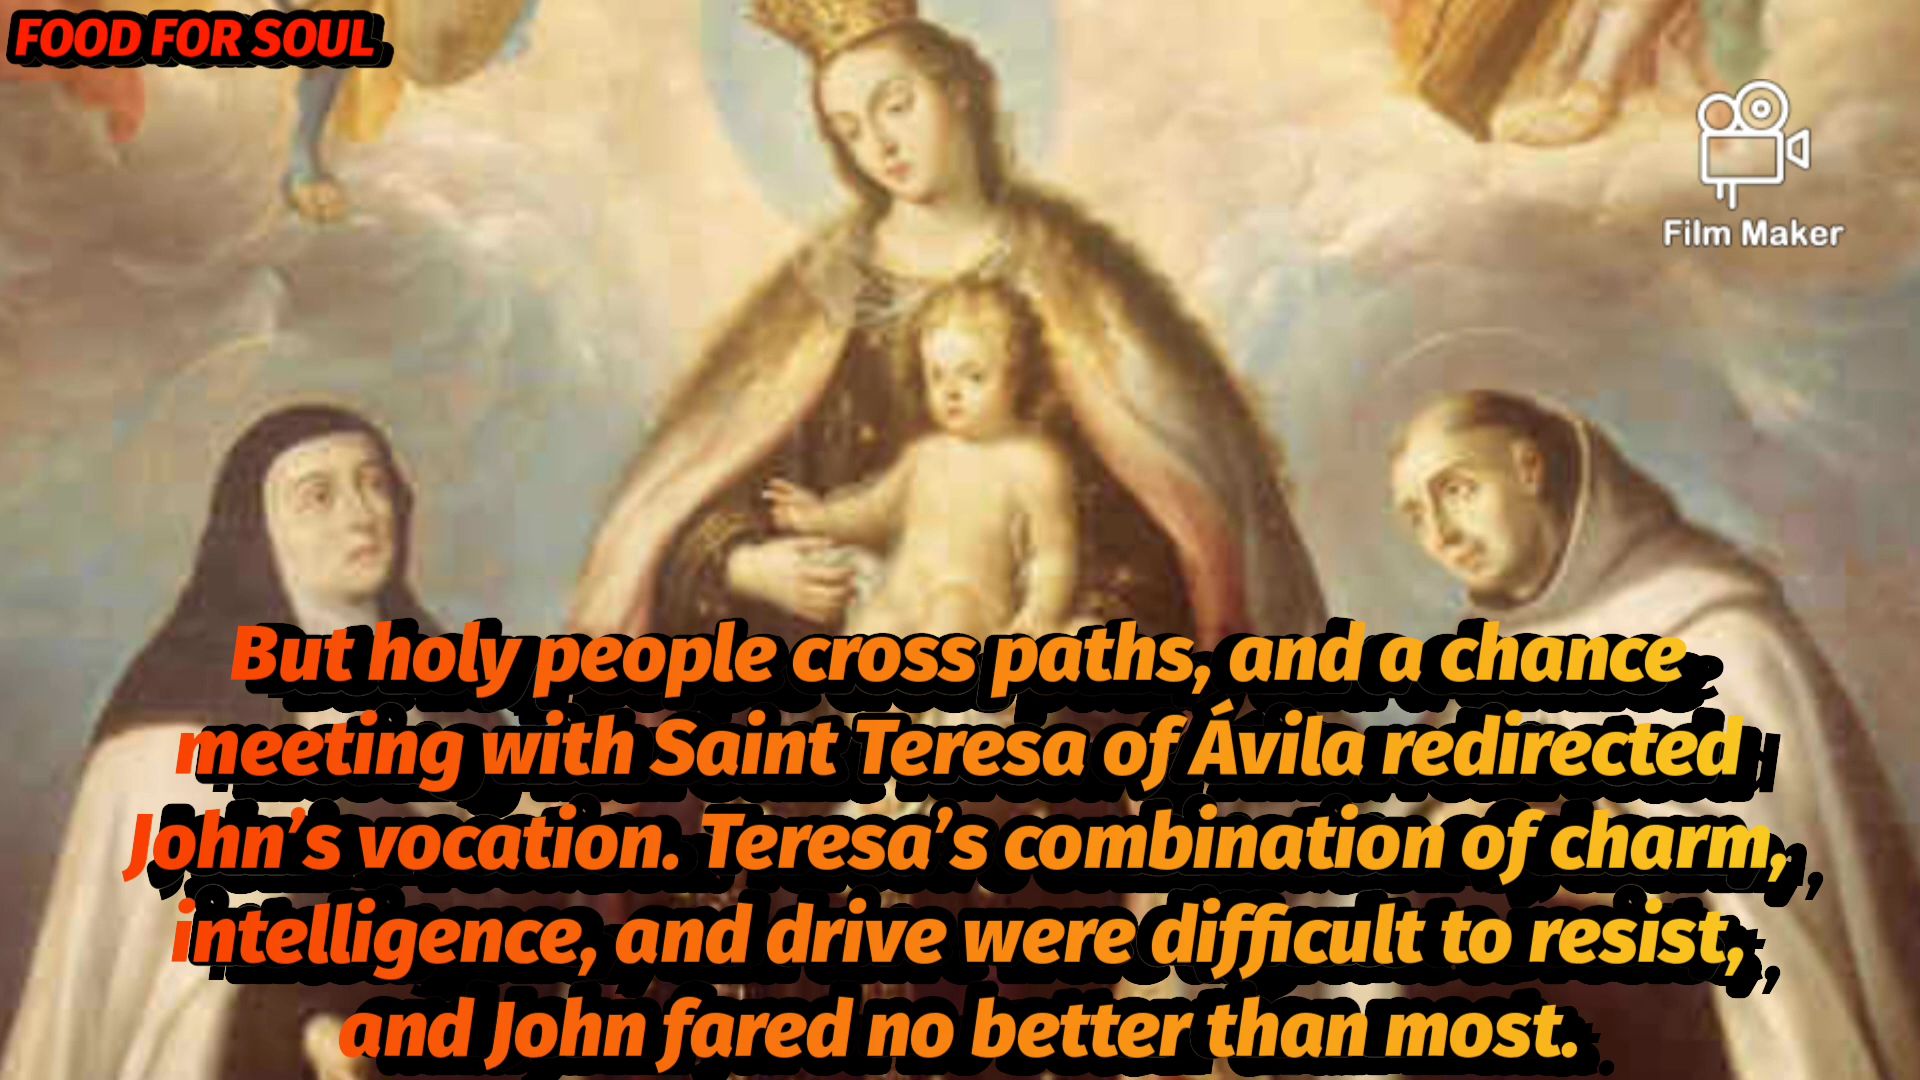 FOOD FOR SOUL
Film Maker
But holy people cross paths, and a chance
meeting with Saint Teresa of Ávila redirected
John’s vocation. Teresa’s combination of charm,
intelligence, and drive were difficult to resist,
and John fared no better than most.